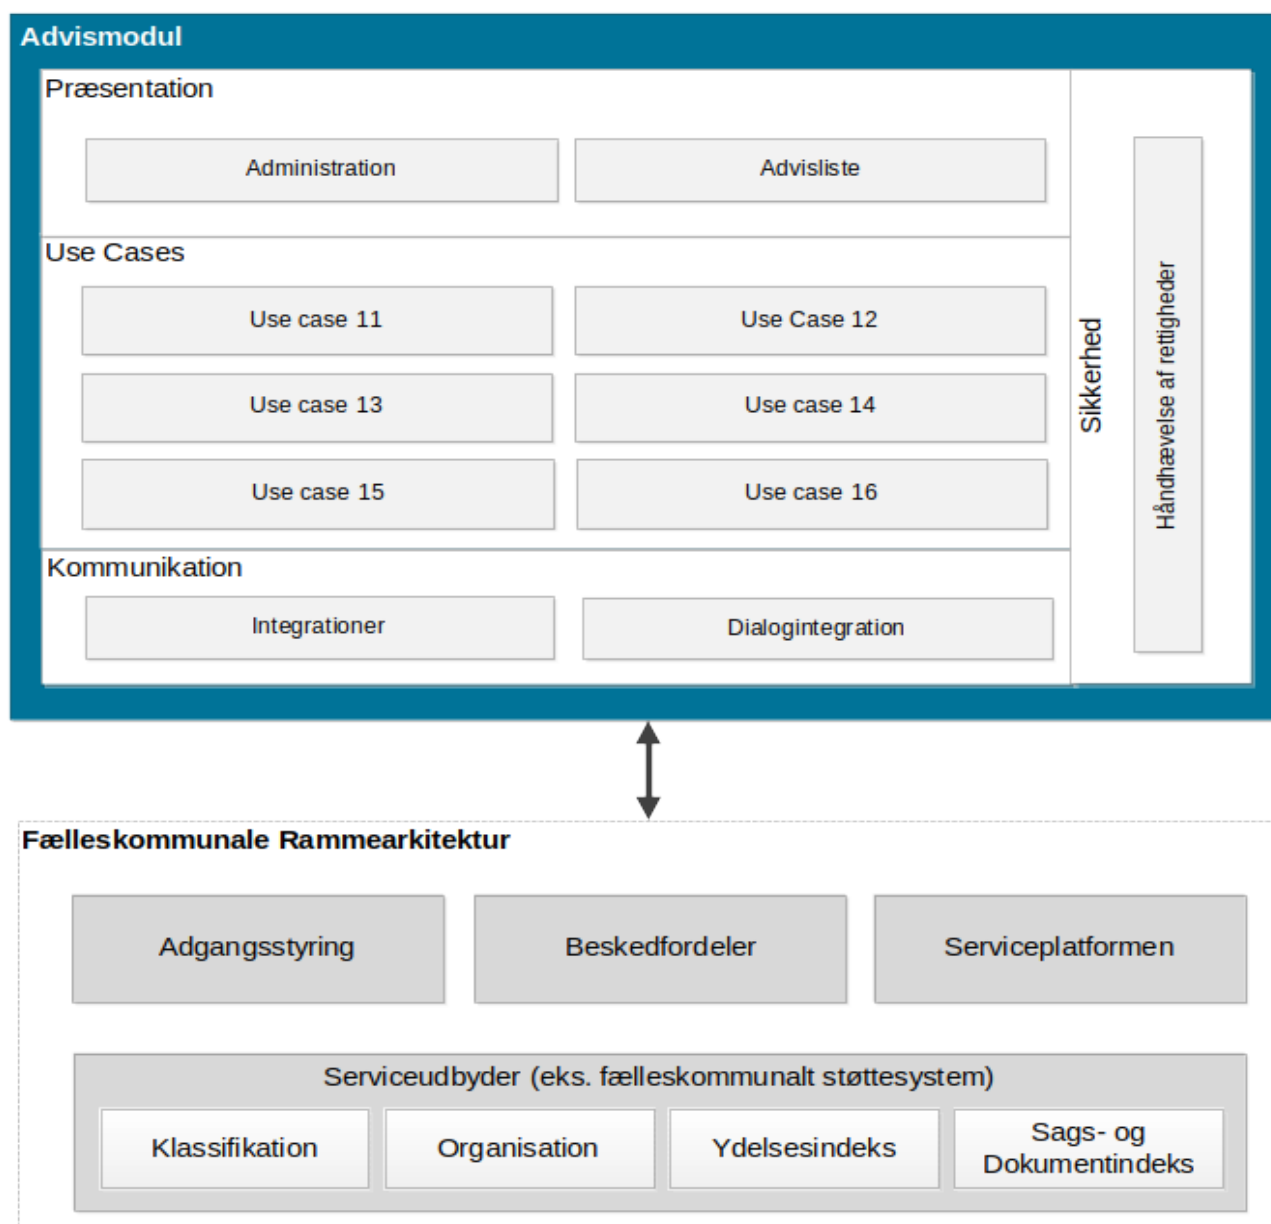 Advismodul
Præsentation
Administration
Advisliste
Use Cases
Use case 11
Use Case 12
Use case 13
Use case 14
Use case 15
Use case 16
Kommunikation
Integrationer
Dialogintegration
Sikkerhed
Håndhævelse af rettigheder
Fælleskommunale Rammearkitektur
Adgangsstyring
Beskedfordeler
Serviceplatformen
Serviceudbyder (eks. fælleskommunalt støttesystem)
Klassifikation
Organisation
Ydelsesindeks
Sags- og
Dokumentindeks